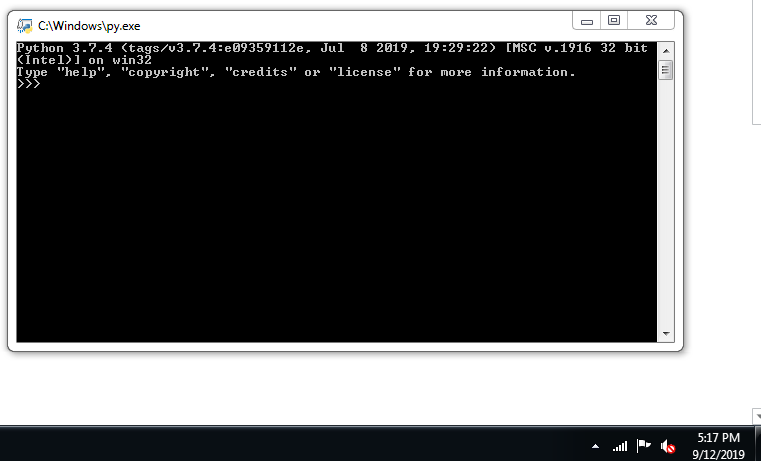 C:\Windows\py.exe
Python 3.7.4 (tags/v3.7.4:e09359112e, Jul  8 2019, 19:29:22) [MSC v.1916 32 bit
(Intel)] on win32
Type "help", "copyright", "credits" or "license" for more information.
>>>
5:17 PM
9/12/2019